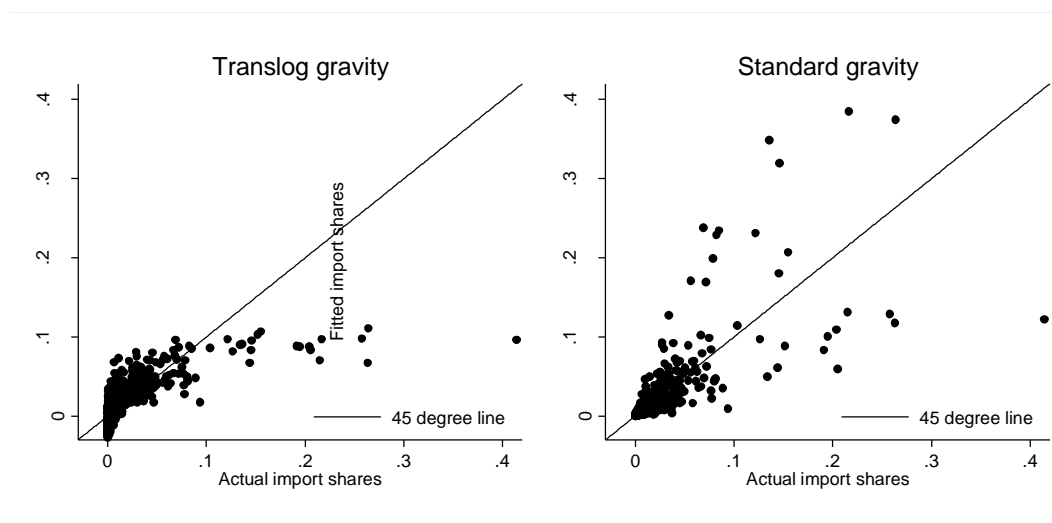 Translog gravity
.4
.3
.2
.1
0
Fitted import shares
45 degree line
0 .1 .2 .3 .4
Actual import shares
Standard gravity
.4
.3
.2
.1
0
45 degree line
0 .1 .2 .3 .4
Actual import shares